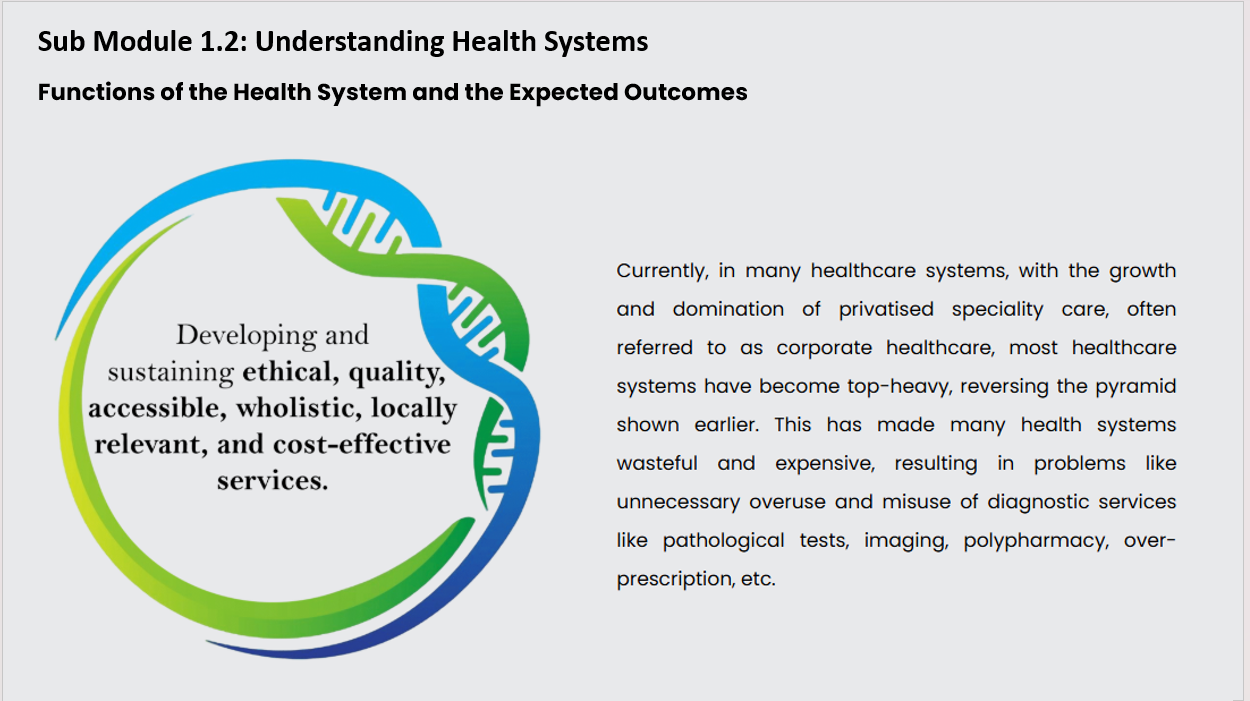 Sub Module 1.2: Understanding Health Systems
Functions of the Health System and the Expected Outcomes
Developing and
sustaining ethical, quality,
accessible, wholistic, locally
relevant, and cost-effective
services.
Currently, in many healthcare systems, with the growth
and domination of privatised speciality care, often
referred to as corporate healthcare, most healthcare
systems have become top-heavy, reversing the pyramid
shown earlier. This has made many health systems
wasteful and expensive, resulting in problems like
unnecessary overuse and misuse of diagnostic services
like pathological tests, imaging, polypharmacy, over-
prescription, etc.